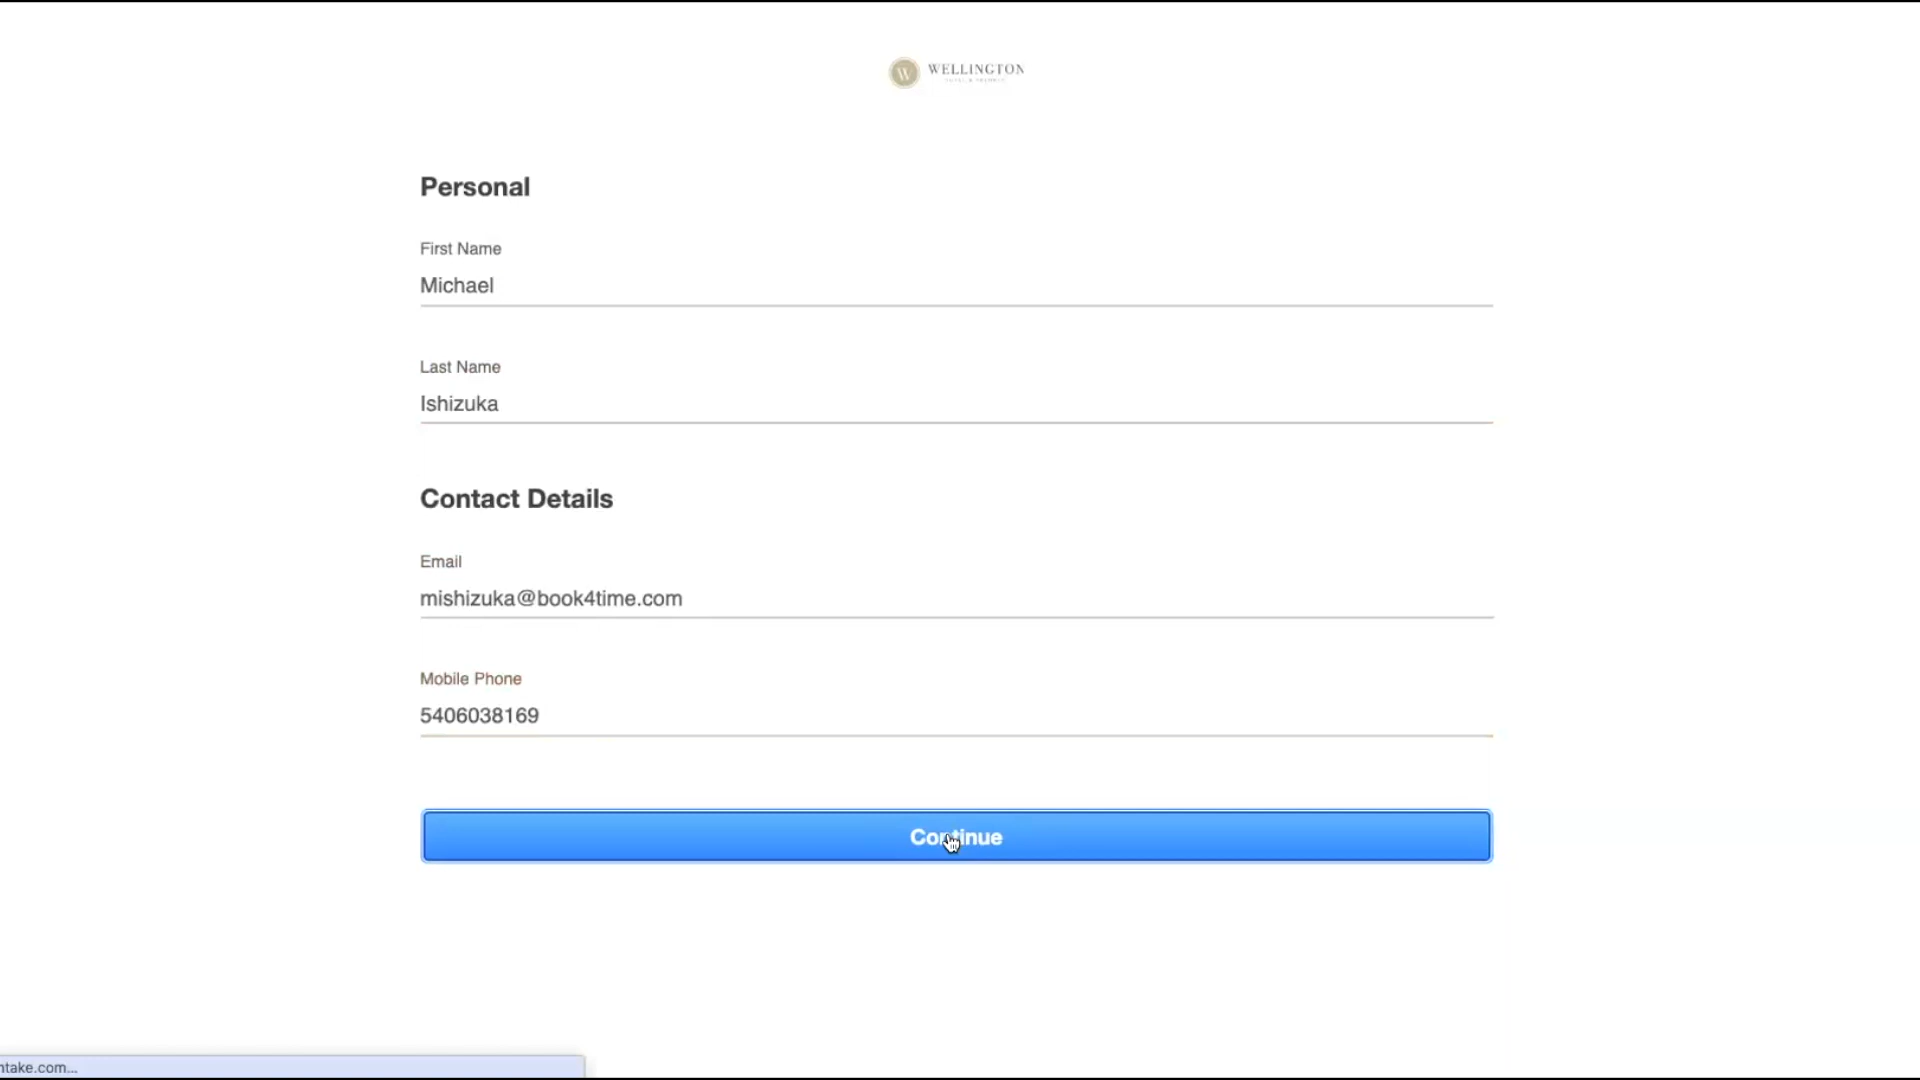 W WELLINGTON
Personal
First Name
Michael
Last Name
Ishizuka
Contact Details
Email
mishizuka@book4time.com
Mobile Phone
5406038169
Continue
ntake.com...